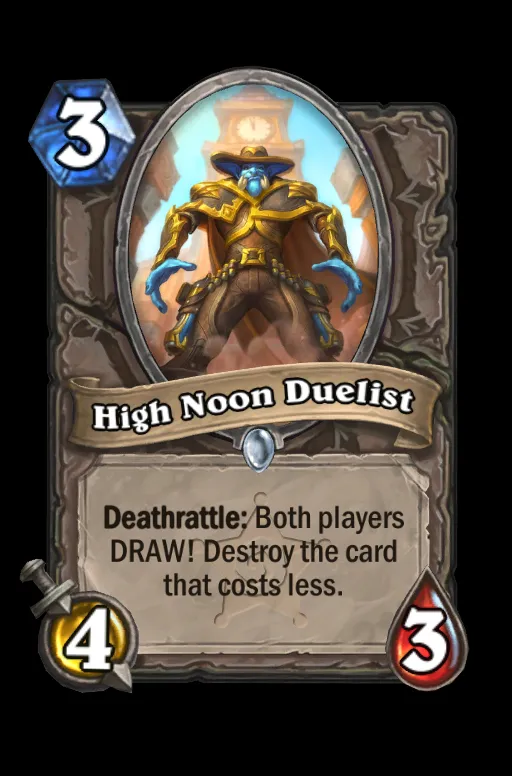 3
High Noon Duelist
Deathrattle: Both players
DRAW! Destroy the card
that costs less.
4
3